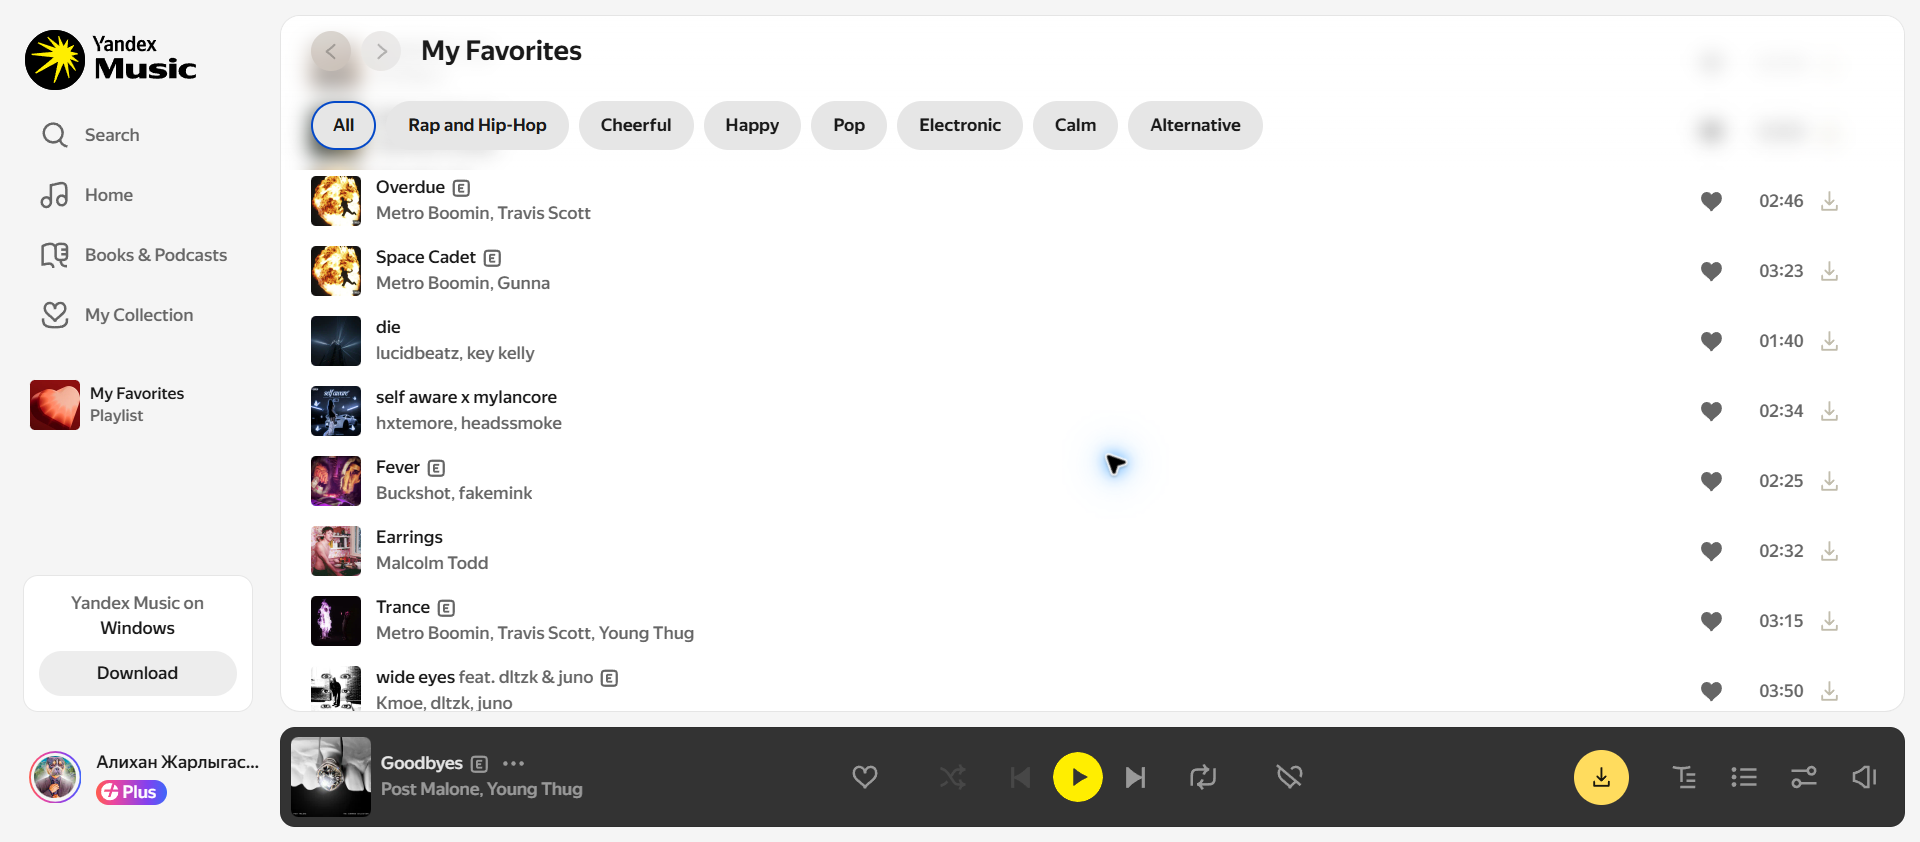 Yandex
Music
Search
Home
Books & Podcasts
My Collection
My Favorites
Playlist
Yandex Music on
Windows
Download
Алихан Жарлыгас...
Plus
My Favorites
All
Rap and Hip-Hop
Cheerful
Happy
Pop
Electronic
Calm
Alternative
Overdue E
Metro Boomin, Travis Scott
02:46
Space Cadet E
Metro Boomin, Gunna
03:23
die
lucidbeatz, key kelly
01:40
self aware x mylancore
hxtemore, headssmoke
02:34
Fever E
Buckshot, fakemink
02:25
Earrings
Malcolm Todd
02:32
Trance E
Metro Boomin, Travis Scott, Young Thug
03:15
wide eyes feat. dltzk & juno E
Kmoe, dltzk, juno
03:50
Goodbyes E
Post Malone, Young Thug